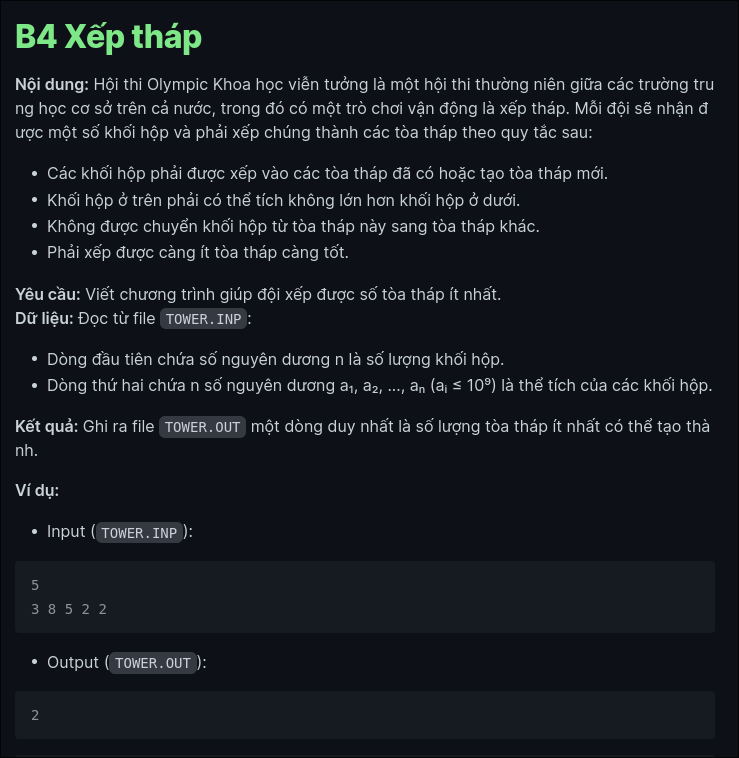 B4 Xếp tháp
Nội dung: Hội thi Olympic Khoa học viễn tưởng là một hội thi thường niên giữa các trường tru
ng học cơ sở trên cả nước, trong đó có một trò chơi vận động là xếp tháp. Mỗi đội sẽ nhận đ
ược một số khối hộp và phải xếp chúng thành các tòa tháp theo quy tắc sau:
• Các khối hộp phải được xếp vào các tòa tháp đã có hoặc tạo tòa tháp mới.
• Khối hộp ở trên phải có thể tích không lớn hơn khối hộp ở dưới.
• Không được chuyển khối hộp từ tòa tháp này sang tòa tháp khác.
• Phải xếp được càng ít tòa tháp càng tốt.
Yêu cầu: Viết chương trình giúp đội xếp được số tòa tháp ít nhất.
Dữ liệu: Đọc từ file TOWER.INP:
• Dòng đầu tiên chứa số nguyên dương n là số lượng khối hộp.
• Dòng thứ hai chứa n số nguyên dương a₁, a₂, ..., aₙ (aᵢ ≤ 10⁹) là thể tích của các khối hộp.
Kết quả: Ghi ra file TOWER.OUT một dòng duy nhất là số lượng tòa tháp ít nhất có thể tạo thà
nh.
Ví dụ:
• Input (TOWER.INP):
5
3 8 5 2 2
• Output (TOWER.OUT):
2